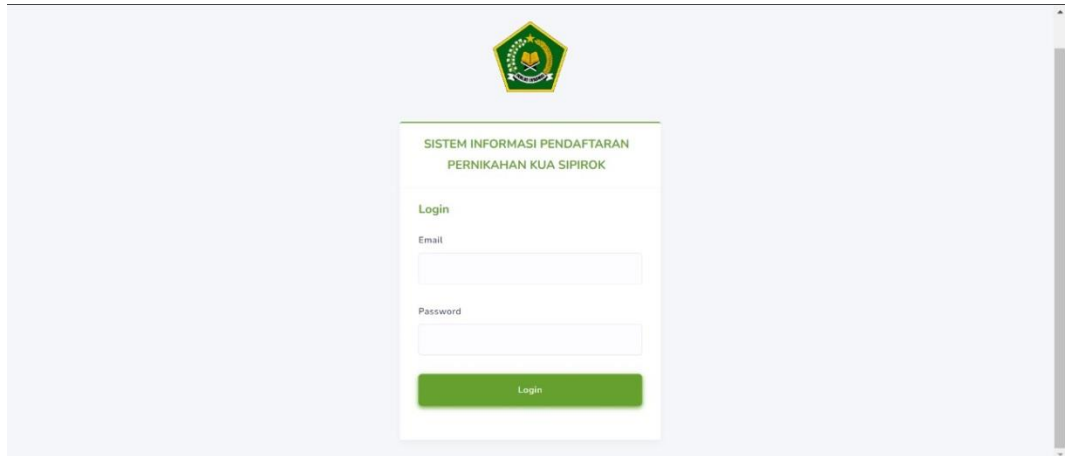 SISTEM INFORMASI PENDAFTARAN
PERNIKAHAN KUA SIPIROK
Login
Email
Password
Login